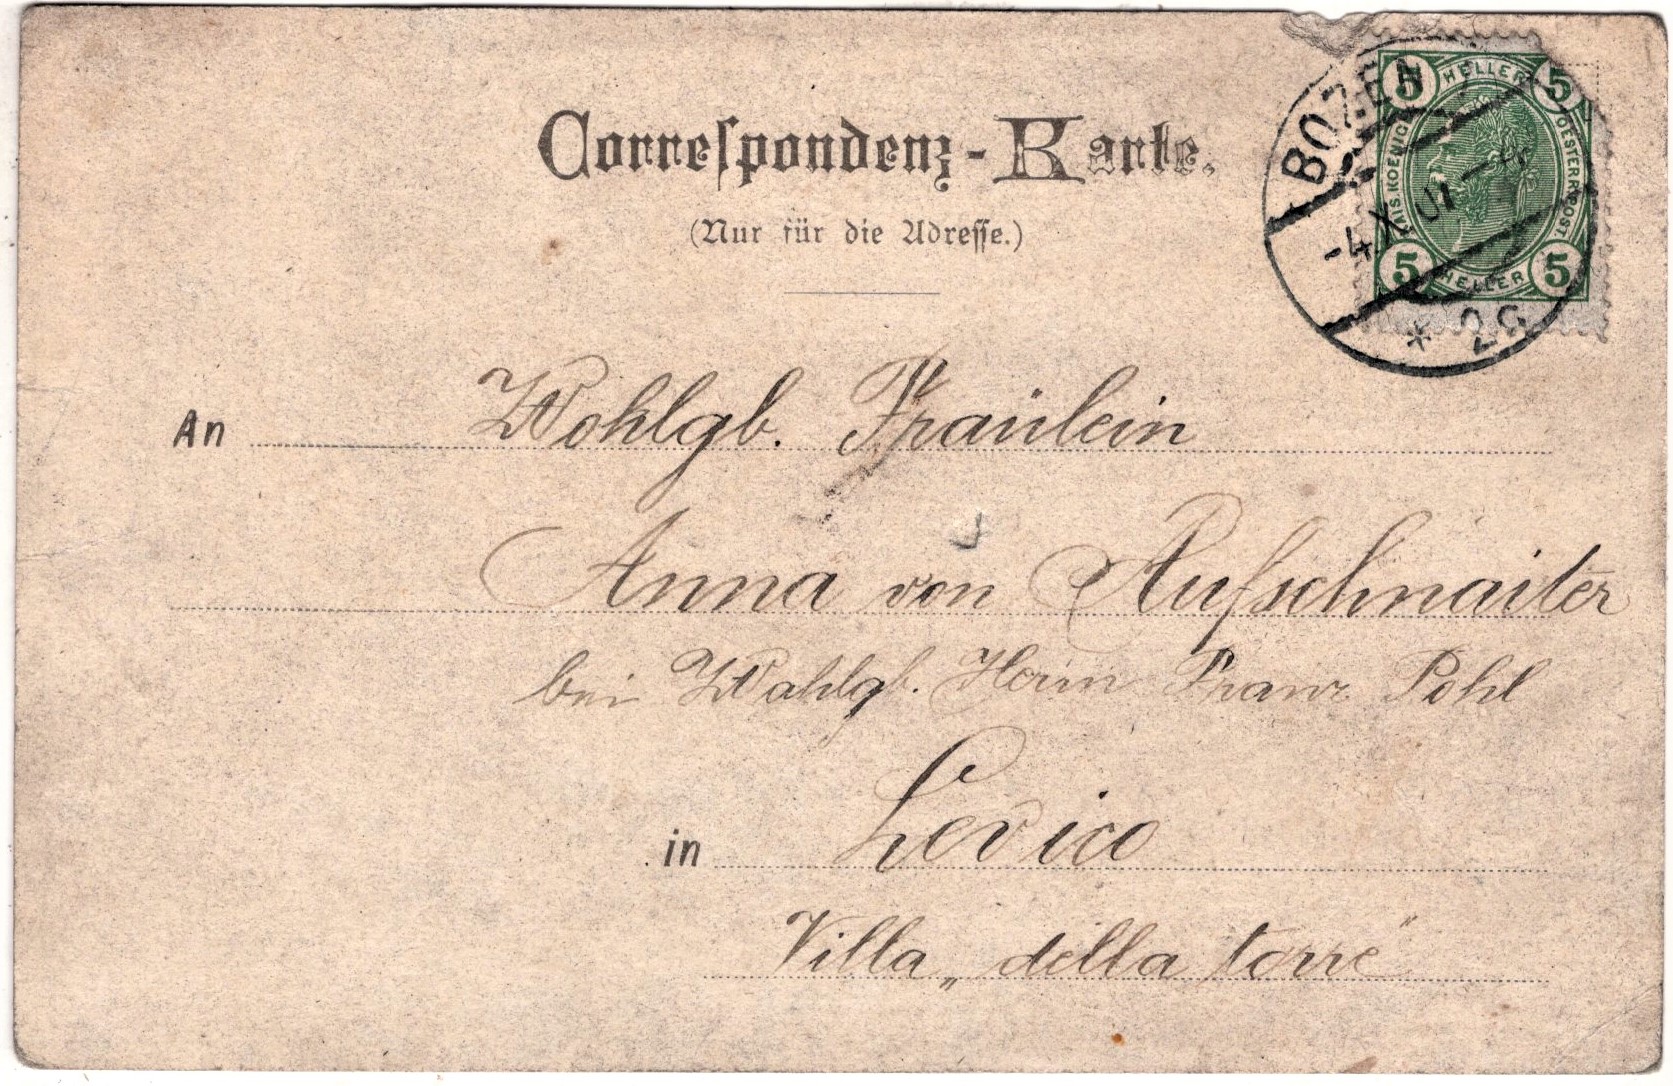 Correspondenz-Karte.
(Nur für die Adresse.)
5 HELLER 5
KAIS. KOENIGL. OESTERR. POST
5 HELLER 5
BOZEN
-4 X 01
* 2
An Wohlgb. Fräulein
Anna von Aufschnaiter
bei Wohlgb. Herrn Franz Pohl
in Levico
Villa „della torre"